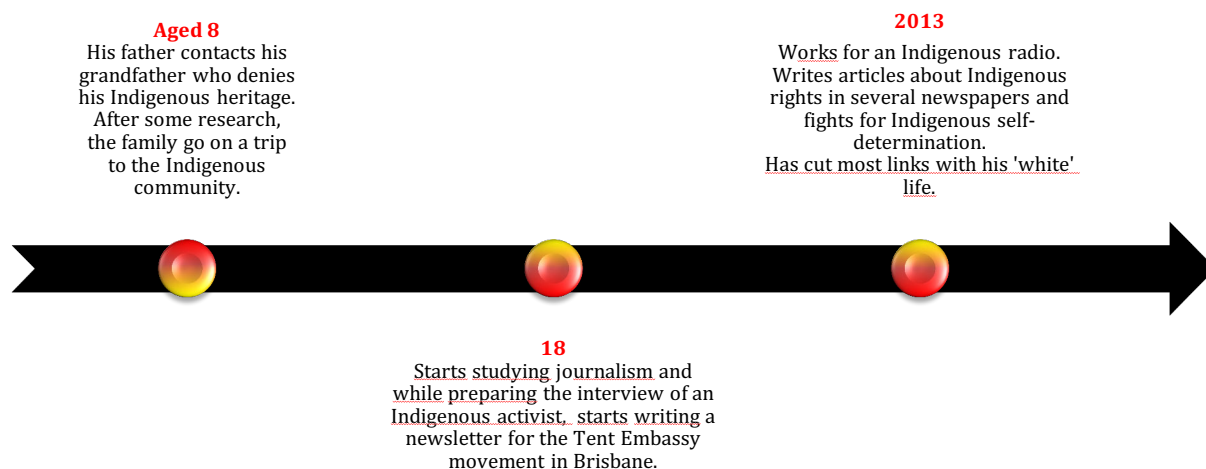 Aged 8
His father contacts his
grandfather who denies
his Indigenous heritage.
After some research,
the family go on a trip
to the Indigenous
community.
18
Starts studying journalism and
while preparing the interview of an
Indigenous activist,  starts writing a
newsletter for the Tent Embassy
movement in Brisbane.
2013
Works for an Indigenous radio.
Writes articles about Indigenous
rights in several newspapers and
fights for Indigenous self-
determination.
Has cut most links with his 'white'
life.